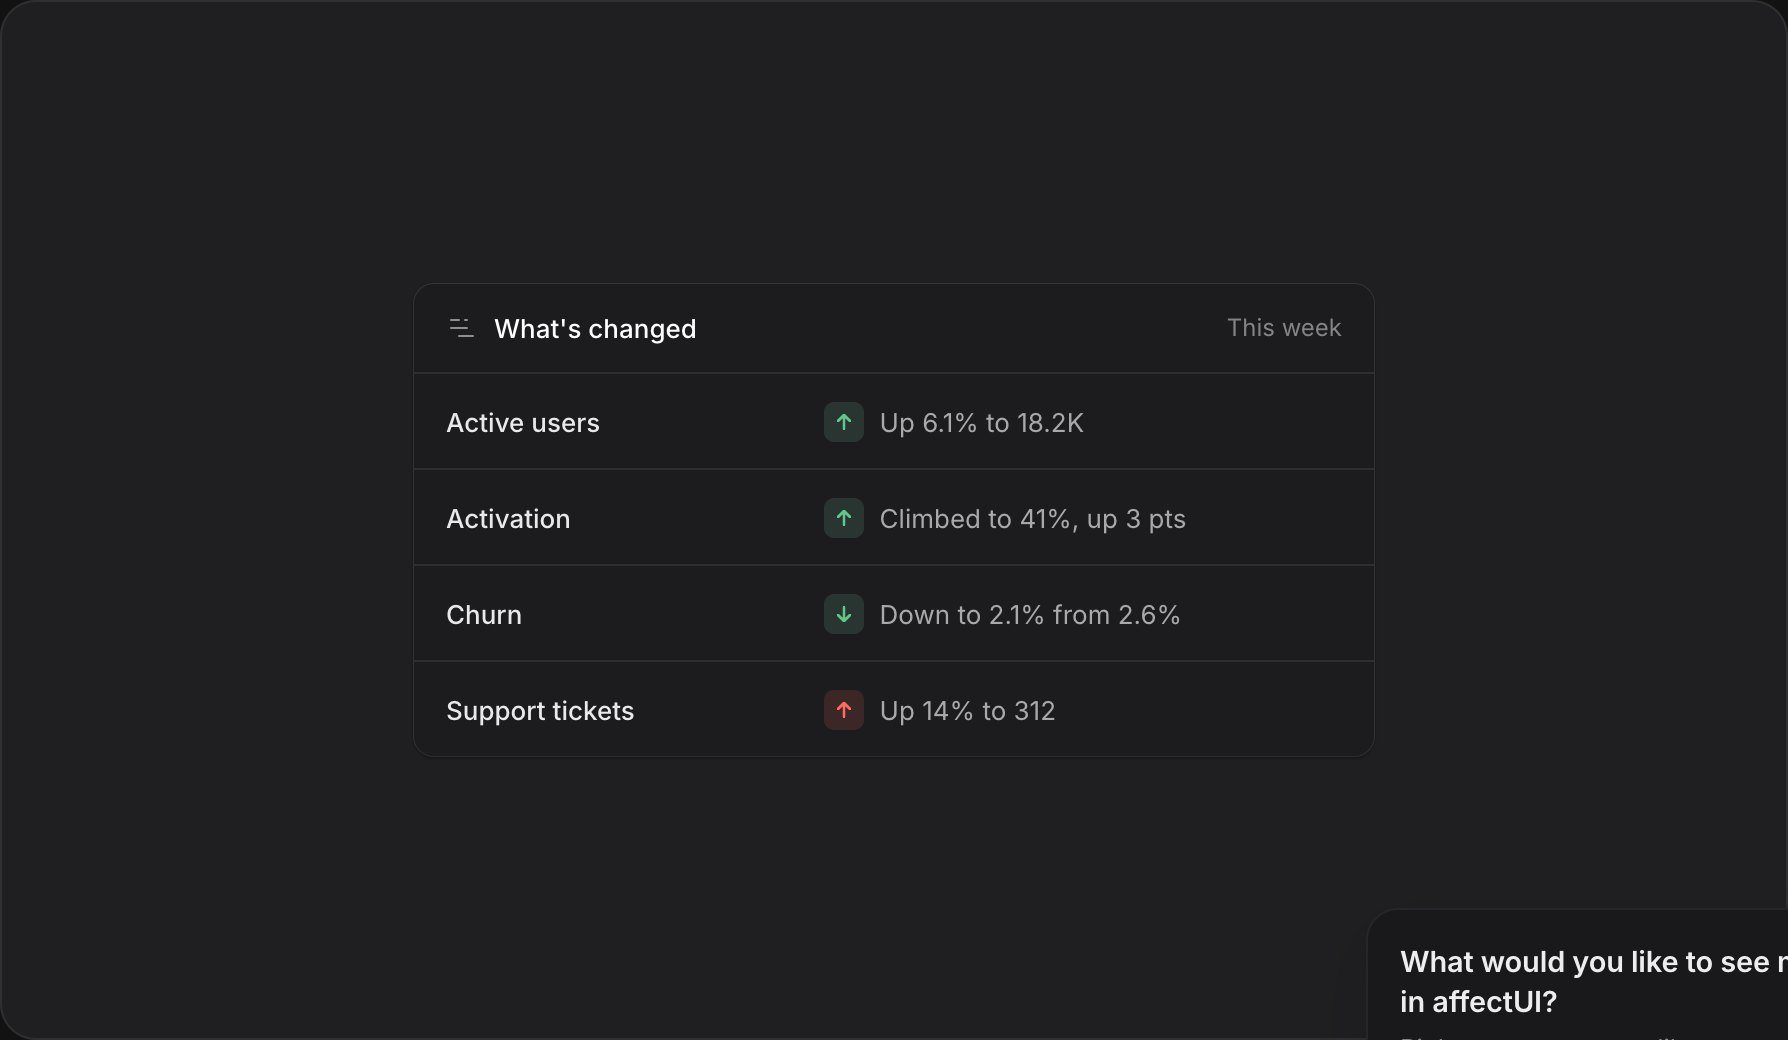 What's changed
This week
Active users
Up 6.1% to 18.2K
Activation
Climbed to 41%, up 3 pts
Churn
Down to 2.1% from 2.6%
Support tickets
Up 14% to 312
What would you like to see
in affectUI?